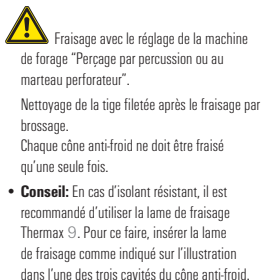 Fraisage avec le réglage de la machine
de forage “Perçage par percussion ou au
marteau perforateur”.
Nettoyage de la tige filetée après le fraisage par
brossage.
Chaque cône anti-froid ne doit être fraisé
qu’une seule fois.
• Conseil: En cas d’isolant résistant, il est
recommandé d’utiliser la lame de fraisage
Thermax 9. Pour ce faire, insérer la lame
de fraisage comme indiqué sur l’illustration
dans l’une des trois cavités du cône anti-froid.